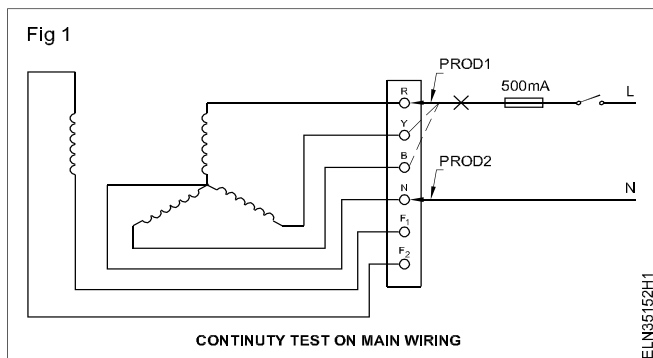 Fig 1
PROD1
500mA
L
R
Y
B
PROD2
N
N
F1
F2
CONTINUTY TEST ON MAIN WIRING
ELN35152H1